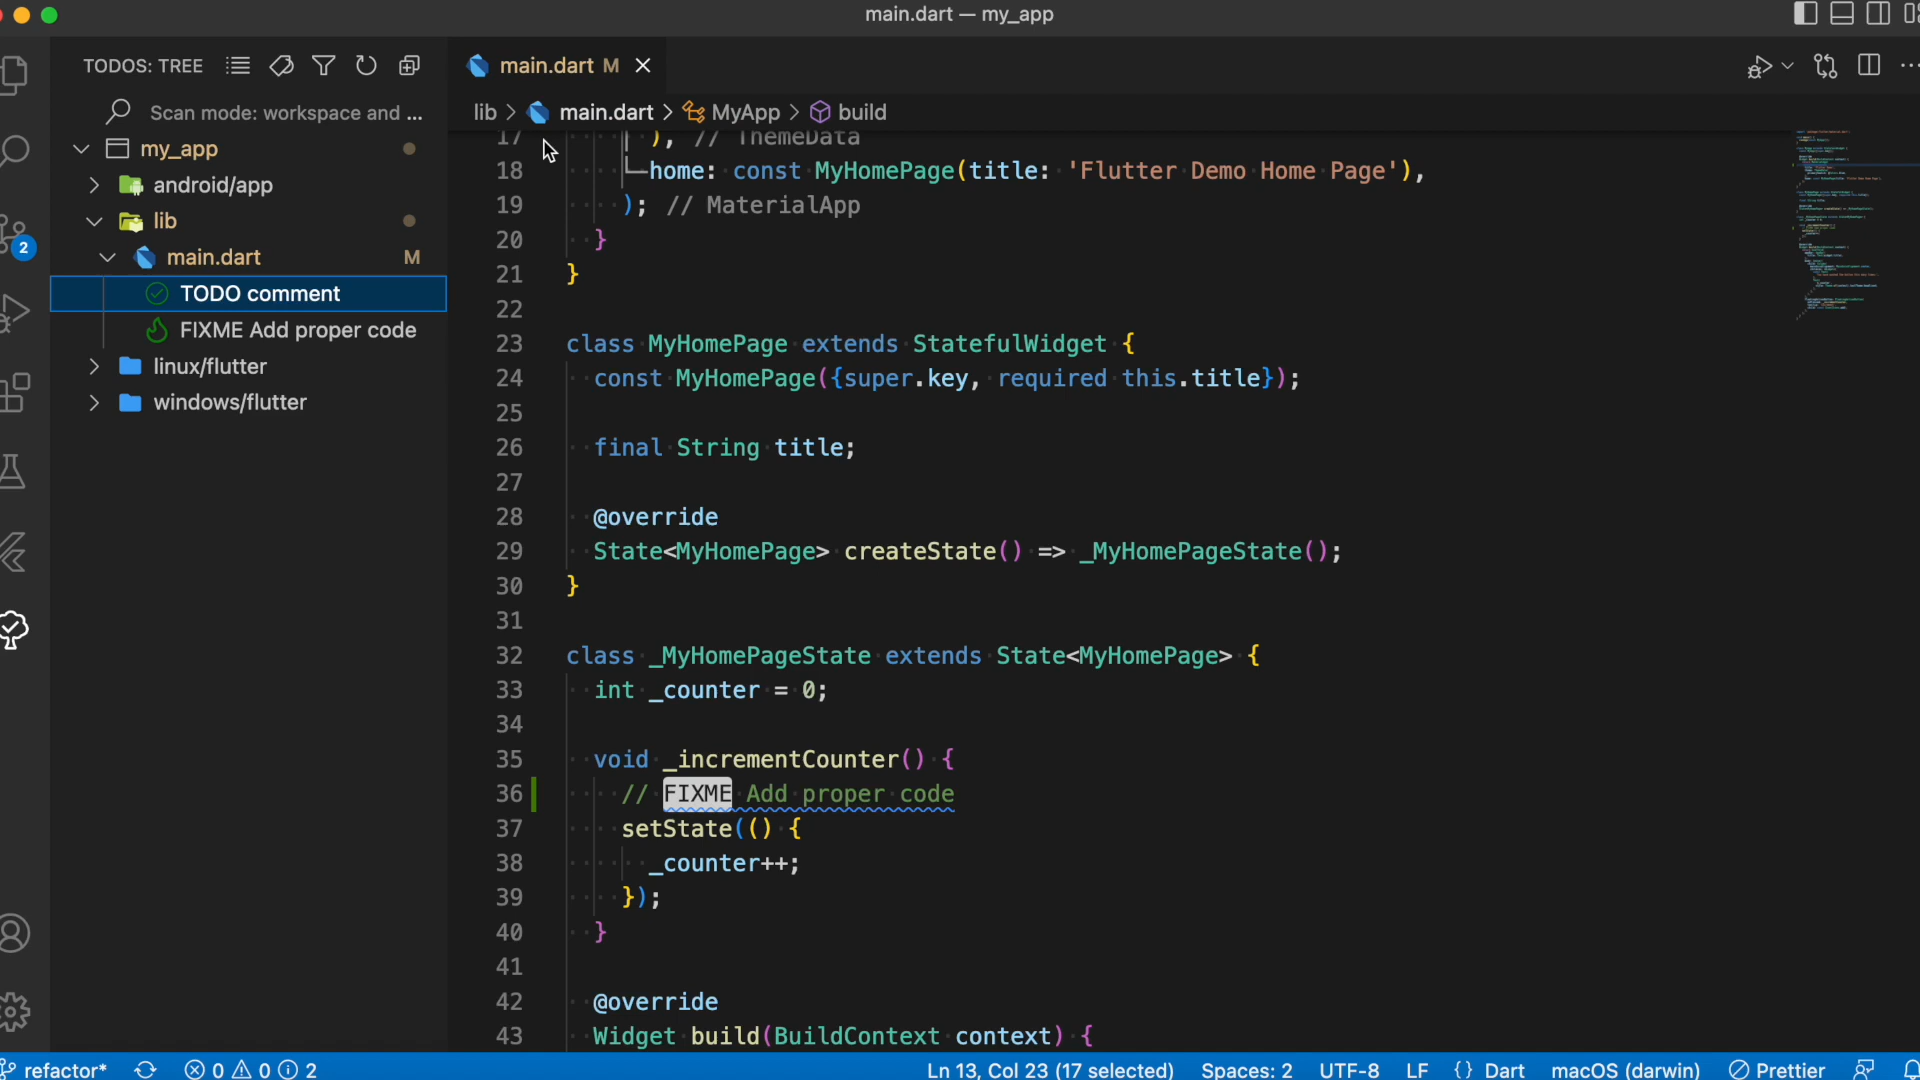 main.dart — my_app
TODOS: TREE
main.dart M
Scan mode: workspace and ...
my_app
android/app
lib
main.dart M
TODO comment
FIXME Add proper code
linux/flutter
windows/flutter
2
lib > main.dart > MyApp > build
17 ), // ThemeData
18 home: const MyHomePage(title: 'Flutter Demo Home Page'),
19 ); // MaterialApp
20 }
21 }
22
23 class MyHomePage extends StatefulWidget {
24 const MyHomePage({super.key, required this.title});
25
26 final String title;
27
28 @override
29 State<MyHomePage> createState() => _MyHomePageState();
30 }
31
32 class _MyHomePageState extends State<MyHomePage> {
33 int _counter = 0;
34
35 void _incrementCounter() {
36 // FIXME Add proper code
37 setState(() {
38 _counter++;
39 });
40 }
41
42 @override
43 Widget build(BuildContext context) {
refactor* 0 0 2 Ln 13, Col 23 (17 selected) Spaces: 2 UTF-8 LF {} Dart macOS (darwin) Prettier